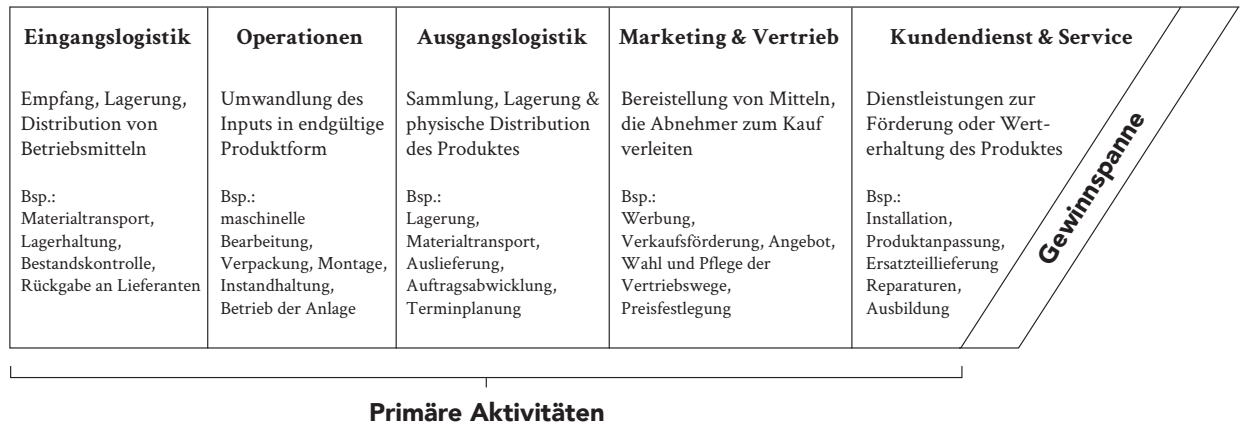 Eingangslogistik
Empfang, Lagerung,
Distribution von
Betriebsmitteln
Bsp.:
Materialtransport,
Lagerhaltung,
Bestandskontrolle,
Rückgabe an Lieferanten
Operationen
Umwandlung des
Inputs in endgültige
Produktform
Bsp.:
maschinelle
Bearbeitung,
Verpackung, Montage,
Instandhaltung,
Betrieb der Anlage
Ausgangslogistik
Sammlung, Lagerung &
physische Distribution
des Produktes
Bsp.:
Lagerung,
Materialtransport,
Auslieferung,
Auftragsabwicklung,
Terminplanung
Marketing & Vertrieb
Bereistellung von Mitteln,
die Abnehmer zum Kauf
verleiten
Bsp.:
Werbung,
Verkaufsförderung, Angebot,
Wahl und Pflege der
Vertriebswege,
Preisfestlegung
Kundendienst & Service
Dienstleistungen zur
Förderung oder Wert-
erhaltung des Produktes
Bsp.:
Installation,
Produktanpassung,
Ersatzteillieferung
Reparaturen,
Ausbildung
Gewinnspanne
Primäre Aktivitäten